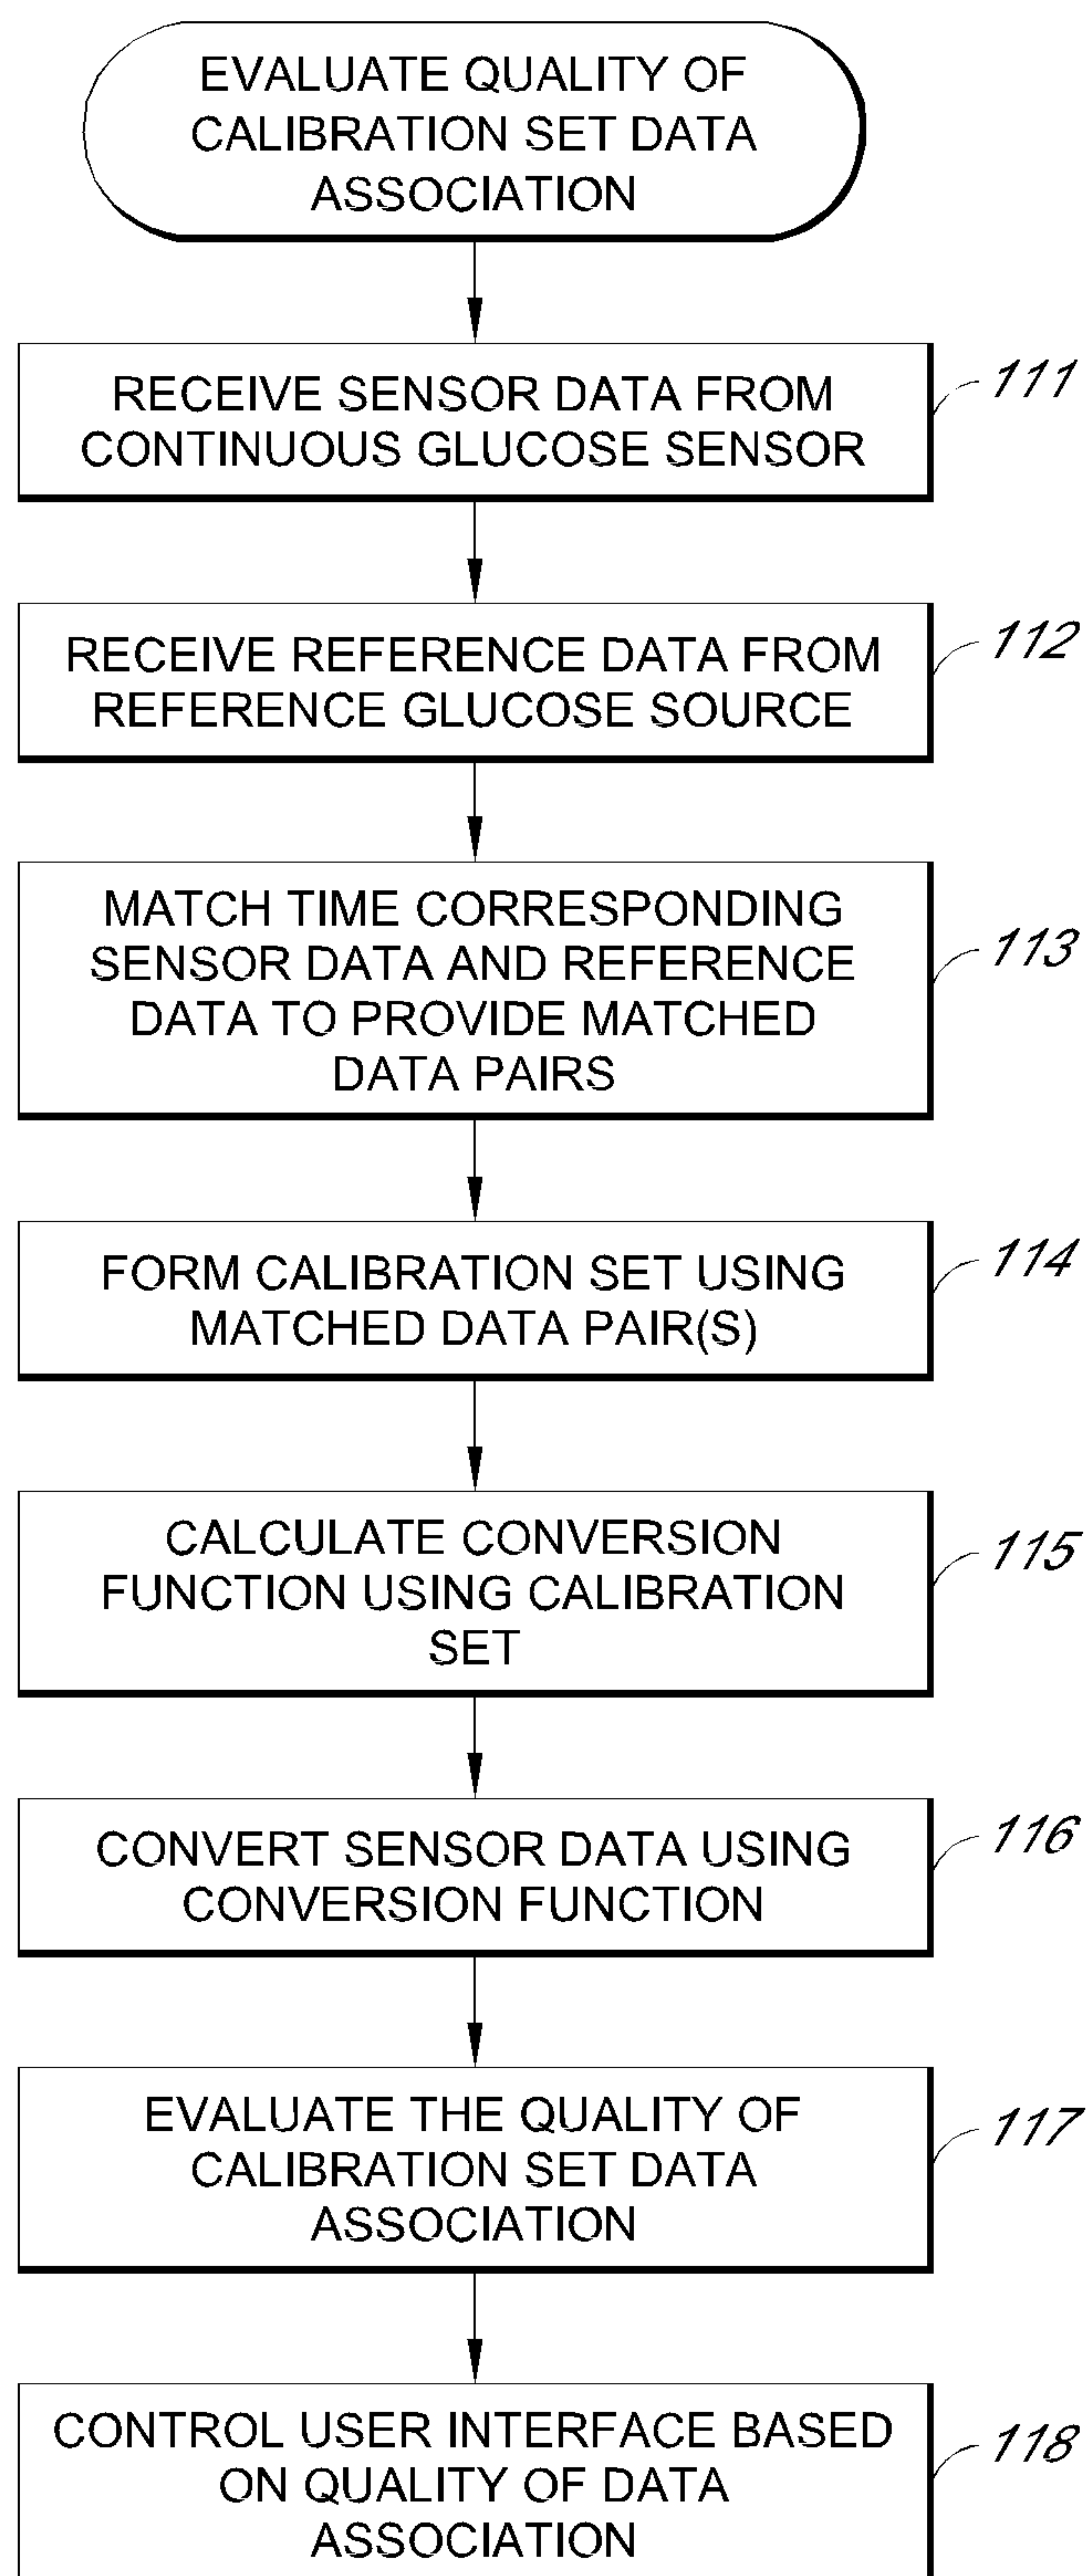 EVALUATE QUALITY OF
CALIBRATION SET DATA
ASSOCIATION
RECEIVE SENSOR DATA FROM
CONTINUOUS GLUCOSE SENSOR
111
RECEIVE REFERENCE DATA FROM
REFERENCE GLUCOSE SOURCE
112
MATCH TIME CORRESPONDING
SENSOR DATA AND REFERENCE
DATA TO PROVIDE MATCHED
DATA PAIRS
113
FORM CALIBRATION SET USING
MATCHED DATA PAIR(S)
114
CALCULATE CONVERSION
FUNCTION USING CALIBRATION
SET
115
CONVERT SENSOR DATA USING
CONVERSION FUNCTION
116
EVALUATE THE QUALITY OF
CALIBRATION SET DATA
ASSOCIATION
117
CONTROL USER INTERFACE BASED
ON QUALITY OF DATA
ASSOCIATION
118